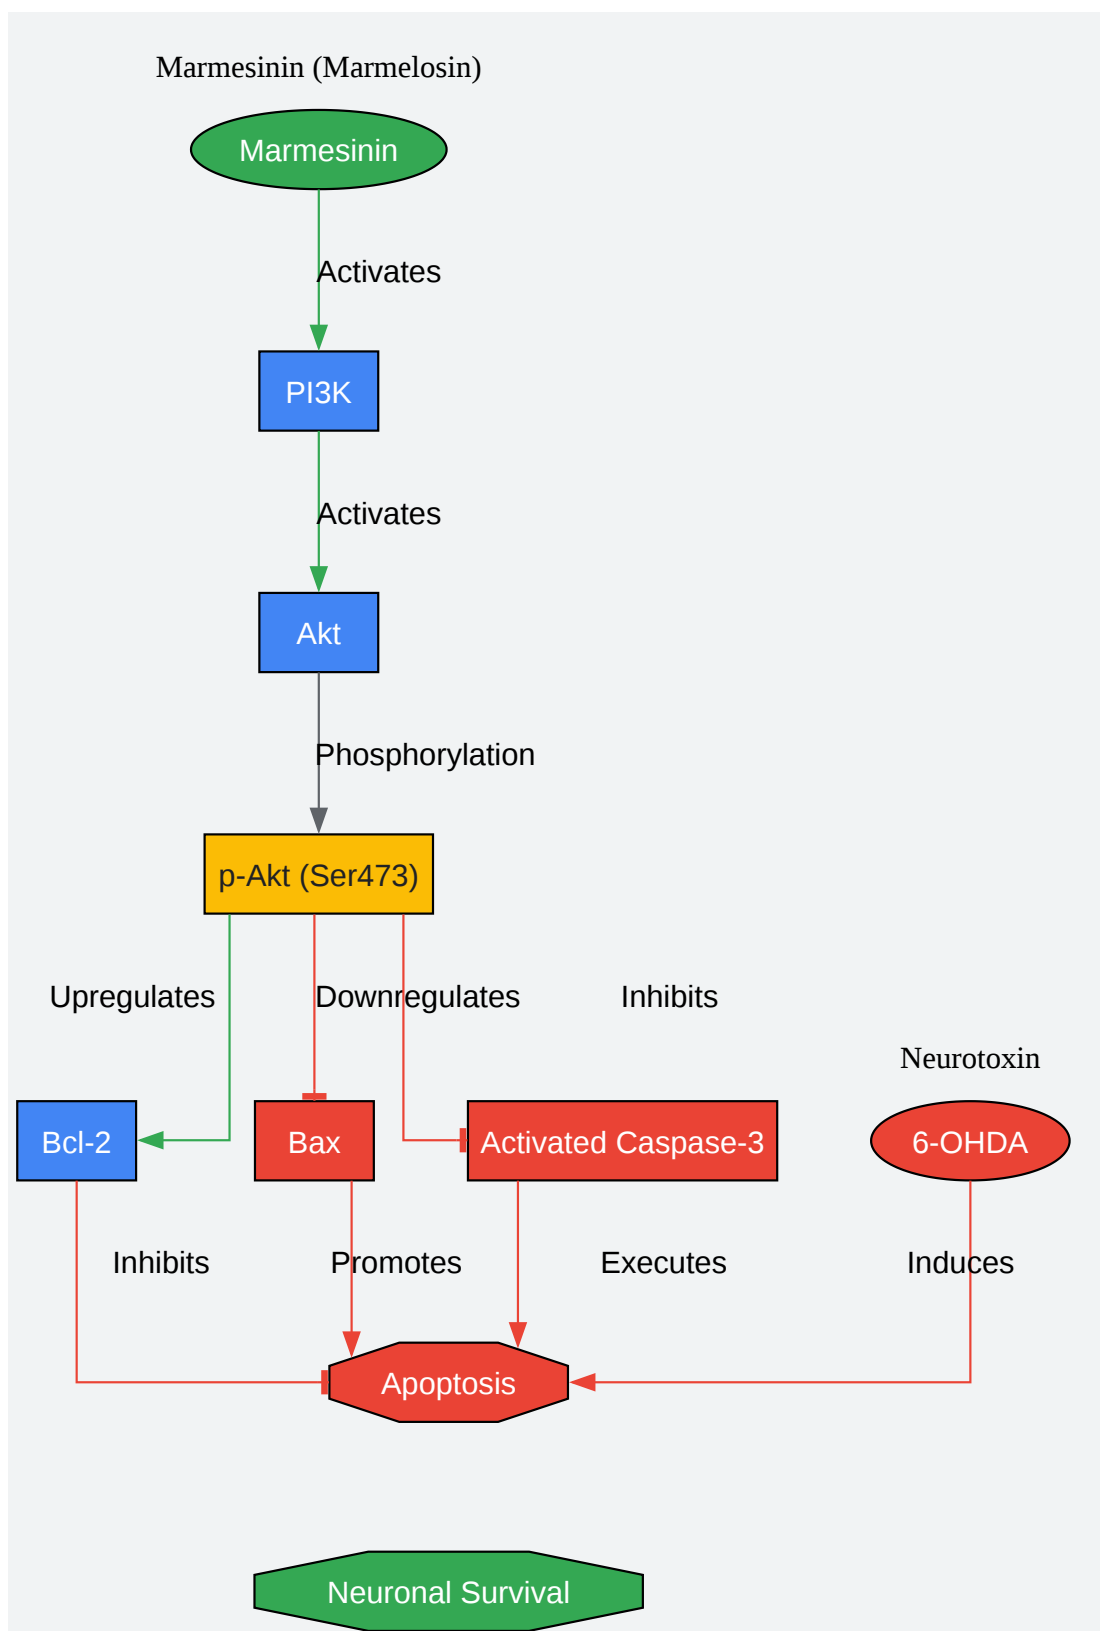 Marmesinin (Marmelosin)
Marmesinin
Activates
PI3K
Activates
Akt
Phosphorylation
p-Akt (Ser473)
Upregulates
Downregulates
Inhibits
Neurotoxin
Bcl-2
Bax
Activated Caspase-3
6-OHDA
Inhibits
Promotes
Executes
Induces
Apoptosis
Neuronal Survival